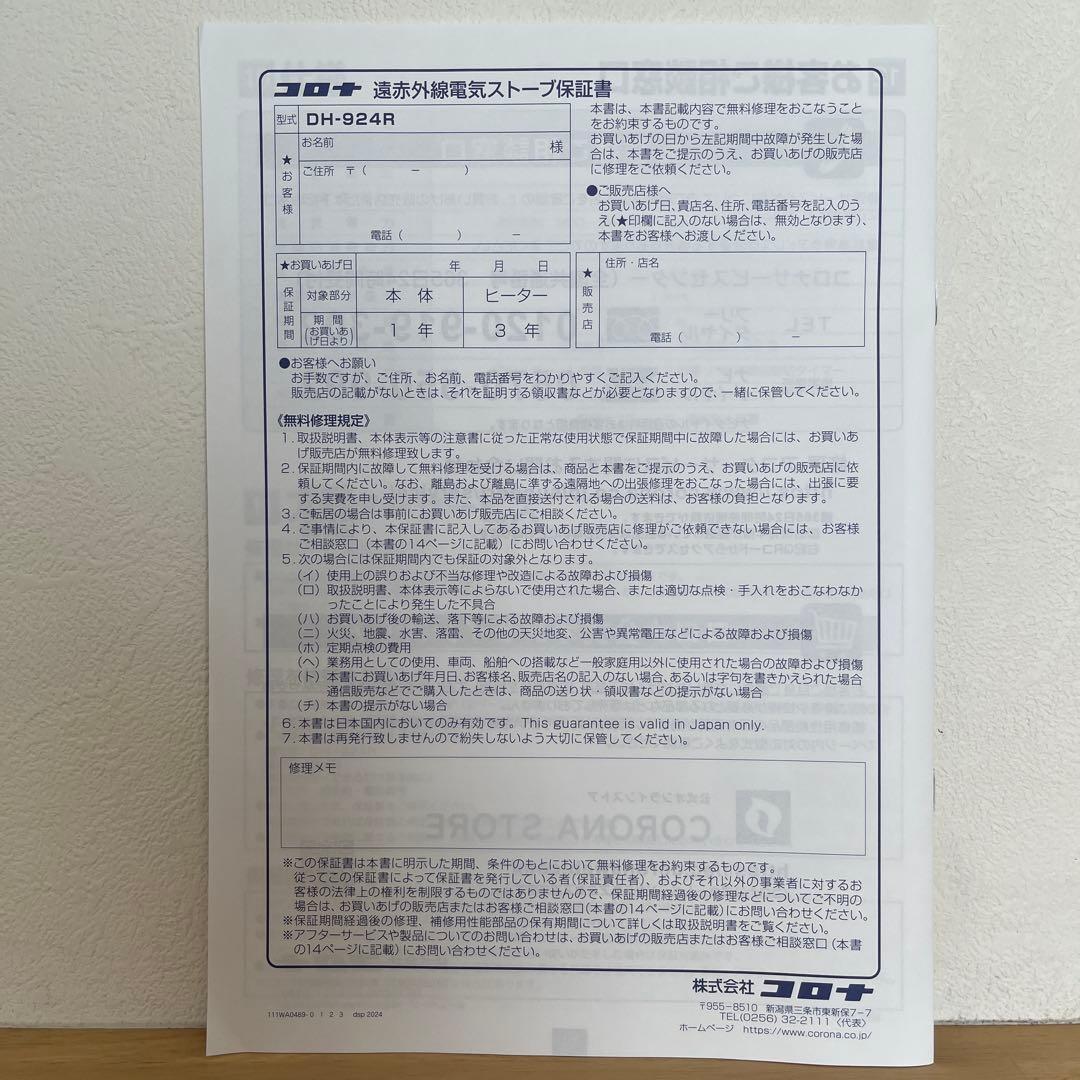 コロナ 遠赤外線電気ストーブ保証書
型式 DH-924R
★お客様
お名前 様
ご住所 〒( － )
電話( ) －
本書は、本書記載内容で無料修理をおこなうこと
をお約束するものです。
お買いあげの日から左記期間中故障が発生した場
合は、本書をご提示のうえ、お買いあげの販売店
に修理をご依頼ください。
●ご販売店様へ
お買いあげ日、貴店名、住所、電話番号を記入のう
え(★印欄に記入のない場合は、無効となります)、
本書をお客様へお渡しください。
★お買いあげ日 年 月 日
保証期間
対象部分 本 体 ヒーター
期 間
(お買いあ
げ日より)
1 年 3 年
★販売店
住所・店名
電話( ) －
●お客様へお願い
お手数ですが、ご住所、お名前、電話番号をわかりやすくご記入ください。
販売店の記載がないときは、それを証明する領収書などが必要となりますので、一緒に保管してください。
《無料修理規定》
1．取扱説明書、本体表示等の注意書に従った正常な使用状態で保証期間中に故障した場合には、お買いあ
げ販売店が無料修理致します。
2．保証期間内に故障して無料修理を受ける場合は、商品と本書をご提示のうえ、お買いあげの販売店に依
頼してください。なお、離島および離島に準ずる遠隔地への出張修理をおこなった場合には、出張に要
する実費を申し受けます。また、本品を直接送付される場合の送料は、お客様の負担となります。
3．ご転居の場合は事前にお買いあげ販売店にご相談ください。
4．ご事情により、本保証書に記入してあるお買いあげ販売店に修理がご依頼できない場合には、お客様
ご相談窓口（本書の14ページに記載）にお問い合わせください。
5．次の場合には保証期間内でも保証の対象外となります。
（イ）使用上の誤りおよび不当な修理や改造による故障および損傷
（ロ）取扱説明書、本体表示等によらないで使用された場合、または適切な点検・手入れをおこなわなか
ったことにより発生した不具合
（ハ）お買いあげ後の輸送、落下等による故障および損傷
（ニ）火災、地震、水害、落雷、その他の天災地変、公害や異常電圧などによる故障および損傷
（ホ）定期点検の費用
（ヘ）業務用としての使用、車両、船舶への搭載など一般家庭用以外に使用された場合の故障および損傷
（ト）本書にお買いあげ年月日、お客様名、販売店名の記入のない場合、あるいは字句を書きかえられた場合
通信販売などでご購入したときは、商品の送り状・領収書などの提示がない場合
（チ）本書の提示がない場合
6．本書は日本国内においてのみ有効です。This guarantee is valid in Japan only.
7．本書は再発行致しませんので紛失しないよう大切に保管してください。
修理メモ
※この保証書は本書に明示した期間、条件のもとにおいて無料修理をお約束するものです。
従ってこの保証書によって保証書を発行している者(保証責任者)、およびそれ以外の事業者に対するお
客様の法律上の権利を制限するものではありませんので、保証期間経過後の修理などについてご不明の
場合は、お買いあげの販売店またはお客様ご相談窓口(本書の14ページに記載)にお問い合わせください。
※保証期間経過後の修理、補修用性能部品の保有期間について詳しくは取扱説明書をご覧ください。
※アフターサービスや製品についてのお問い合わせは、お買いあげの販売店またはお客様ご相談窓口（本書
の14ページに記載）にお問い合わせください。
株式会社 コロナ
〒955-8510 新潟県三条市東新保7-7
TEL(0256) 32-2111〈代表〉
ホームページ https://www.corona.co.jp/
111WA0489-0 1 2 3 dsp 2024